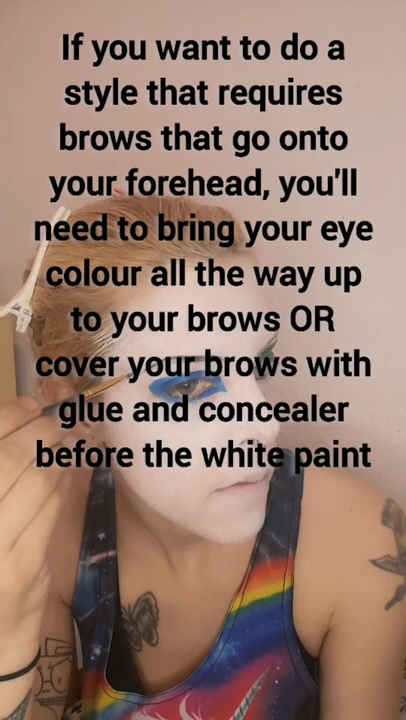 If you want to do a
style that requires
brows that go onto
your forehead, you'll
need to bring your eye
colour all the way up
to your brows OR
cover your brows with
glue and concealer
before the white paint